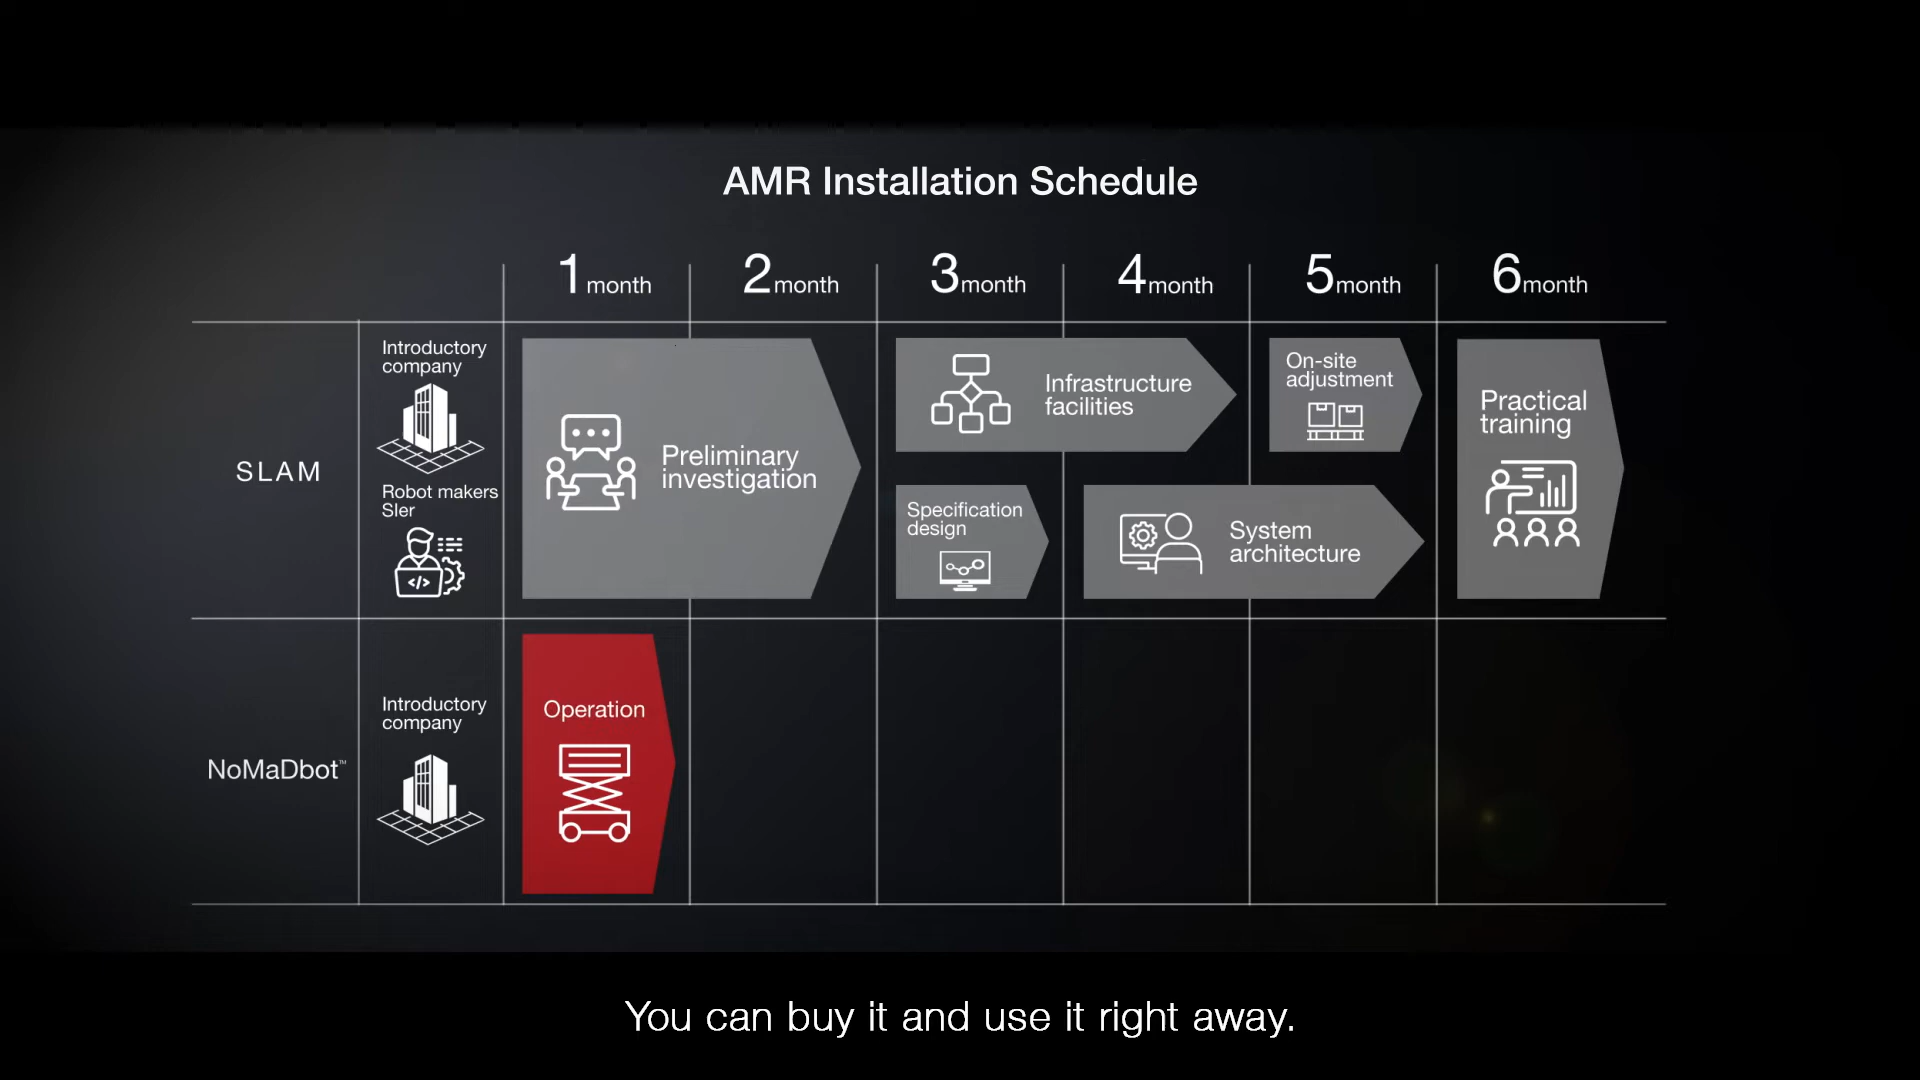 AMR Installation Schedule
1 month 2 month 3 month 4 month 5 month 6 month
SLAM
Introductory
company
Robot makers
SIer
Preliminary
investigation
Infrastructure
facilities
On-site
adjustment
Specification
design
System
architecture
Practical
training
NoMaDbot™
Introductory
company
Operation
You can buy it and use it right away.